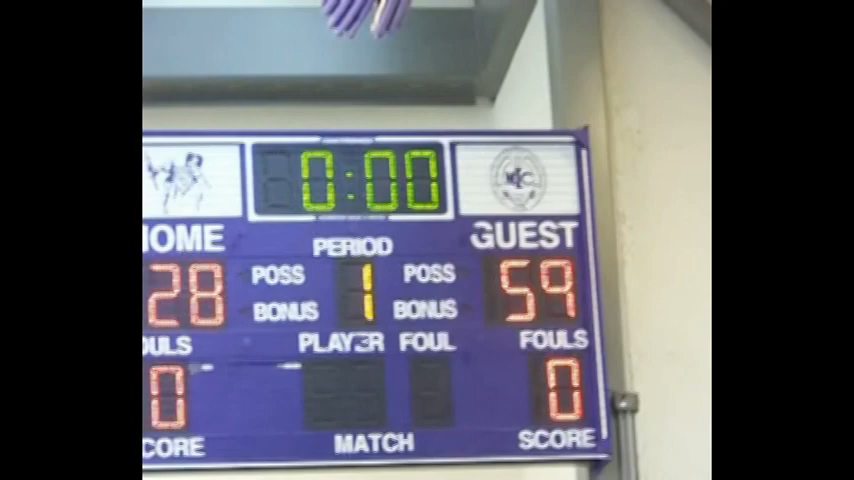 0:00
HOME GUEST
PERIOD
28 POSS 1 POSS 59
BONUS BONUS
FOULS PLAYER FOUL FOULS
0 0
SCORE MATCH SCORE